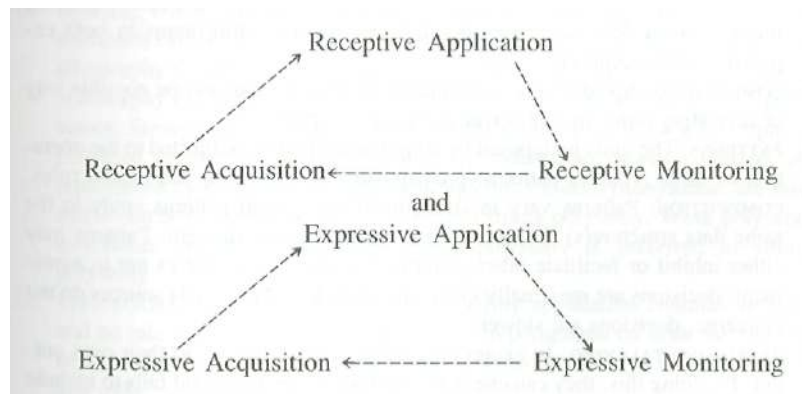 Receptive Application
Receptive Acquisition Receptive Monitoring
and
Expressive Application
Expressive Acquisition Expressive Monitoring